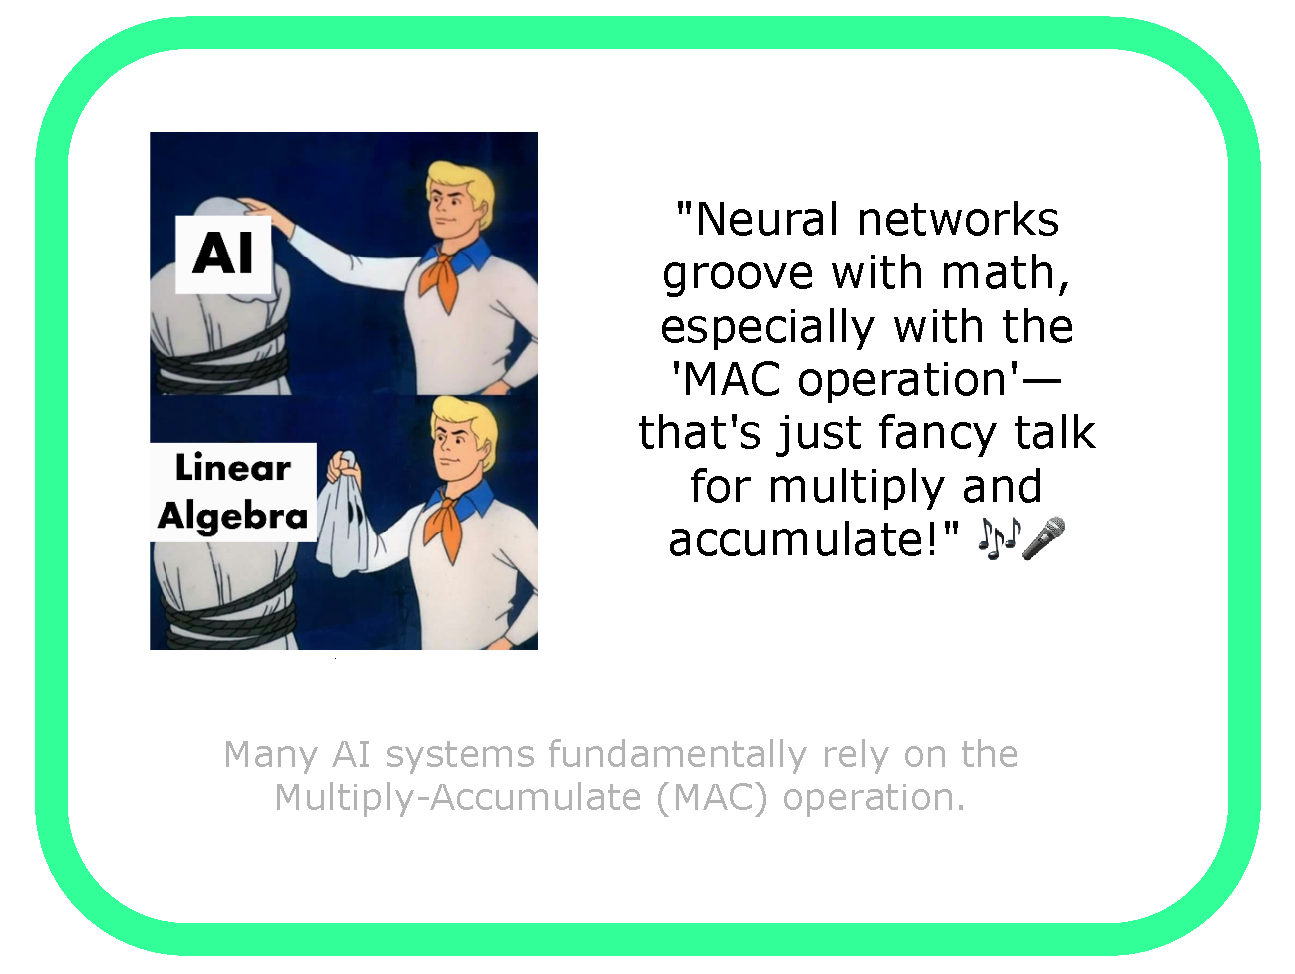 AI
Linear
Algebra
"Neural networks
groove with math,
especially with the
'MAC operation'—
that's just fancy talk
for multiply and
accumulate!" 🎶🎤
Many AI systems fundamentally rely on the
Multiply-Accumulate (MAC) operation.